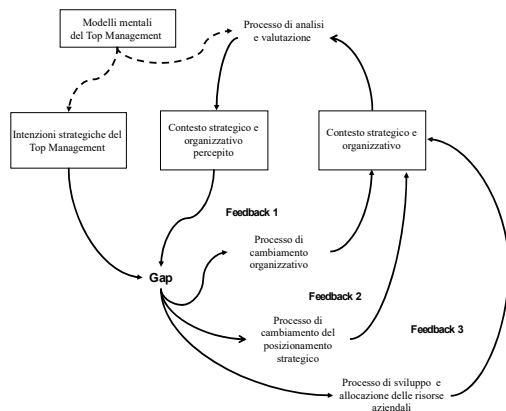 Modelli mentali
del Top Management
Processo di analisi
e valutazione
Intenzioni strategiche del
Top Management
Contesto strategico e
organizzativo
percepito
Contesto strategico e
organizzativo
Feedback 1
Processo di
cambiamento
organizzativo
Gap
Feedback 2
Processo di
cambiamento del
posizionamento
strategico
Feedback 3
Processo di sviluppo e
allocazione delle risorse
aziendali